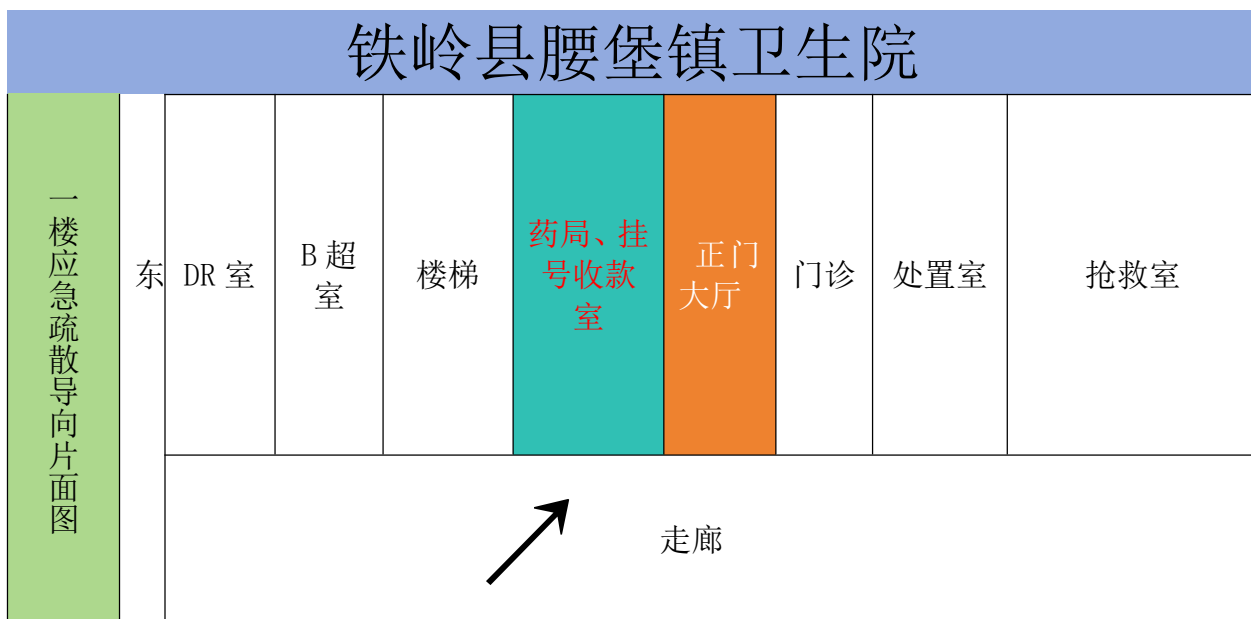 铁岭县腰堡镇卫生院
一楼应急疏散导向片面图
东
DR 室
B 超
室
楼梯
药局、挂
号收款
室
正门
大厅
门诊
处置室
抢救室
走廊